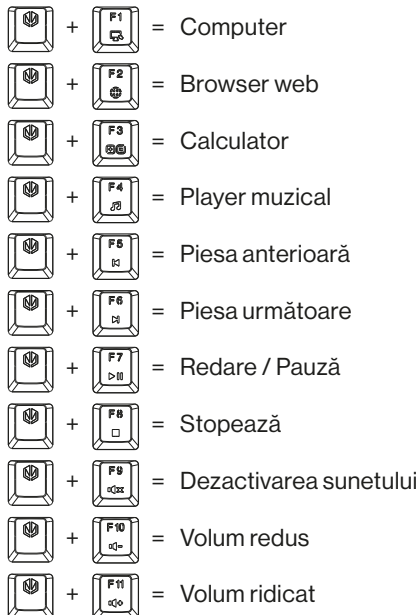 + F1 = Computer
+ F2 = Browser web
+ F3 = Calculator
+ F4 = Player muzical
+ F5 = Piesa anterioară
+ F6 = Piesa următoare
+ F7 = Redare / Pauză
+ F8 = Stopează
+ F9 = Dezactivarea sunetului
+ F10 = Volum redus
+ F11 = Volum ridicat